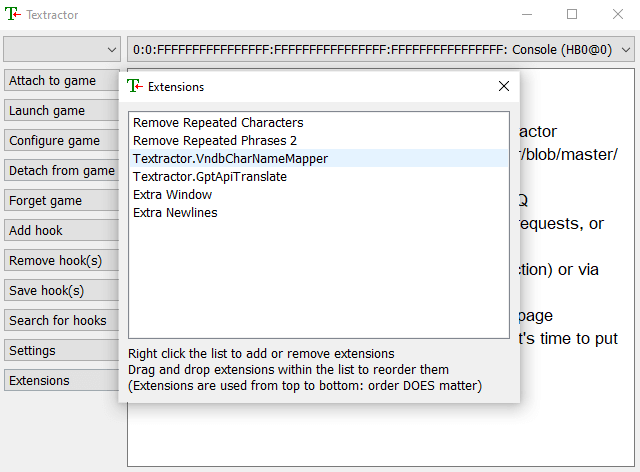 Textractor
0:0:FFFFFFFFFFFFFFFF:FFFFFFFFFFFFFFFF:FFFFFFFFFFFFFFFF: Console (HB0@0)
Attach to game
Launch game
Configure game
Detach from game
Forget game
Add hook
Remove hook(s)
Save hook(s)
Search for hooks
Settings
Extensions
Extensions
Remove Repeated Characters
Remove Repeated Phrases 2
Textractor.VndbCharNameMapper
Textractor.GptApiTranslate
Extra Window
Extra Newlines
Right click the list to add or remove extensions
Drag and drop extensions within the list to reorder them
(Extensions are used from top to bottom: order DOES matter)
actor
r/blob/master/
Q
requests, or
ction) or via
page
t's time to put